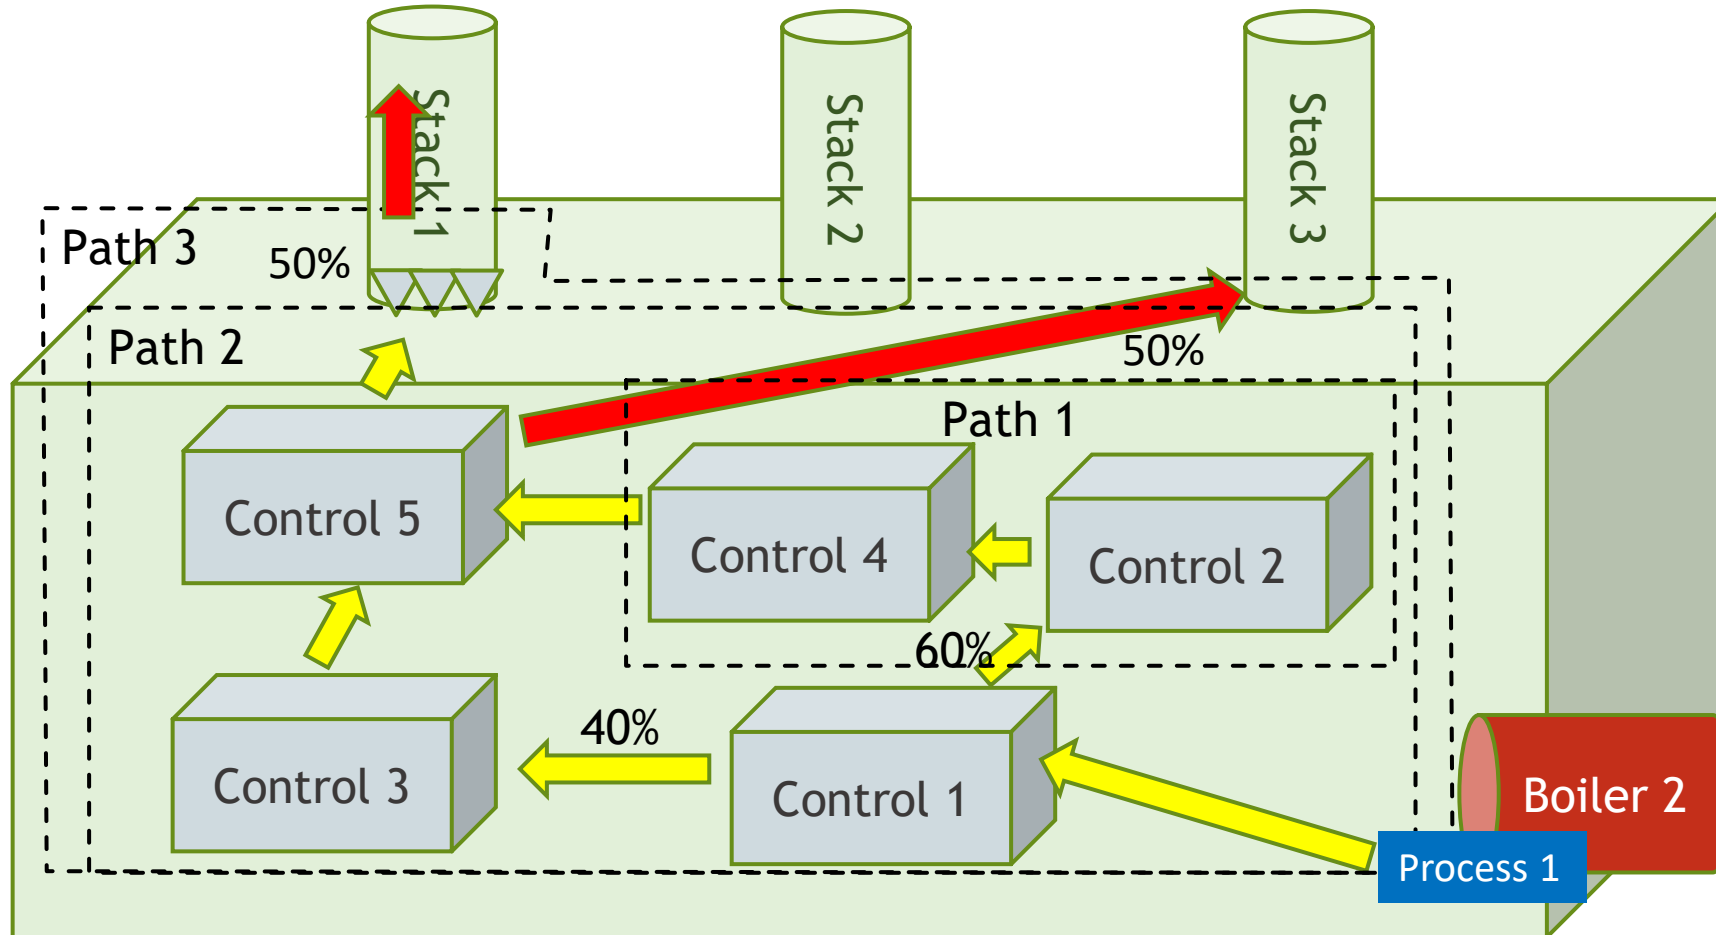 Stack 1
Stack 2
Stack 3
Path 3
50%
Path 2
50%
Path 1
Control 5
Control 4
Control 2
60%
40%
Control 3
Control 1
Boiler 2
Process 1